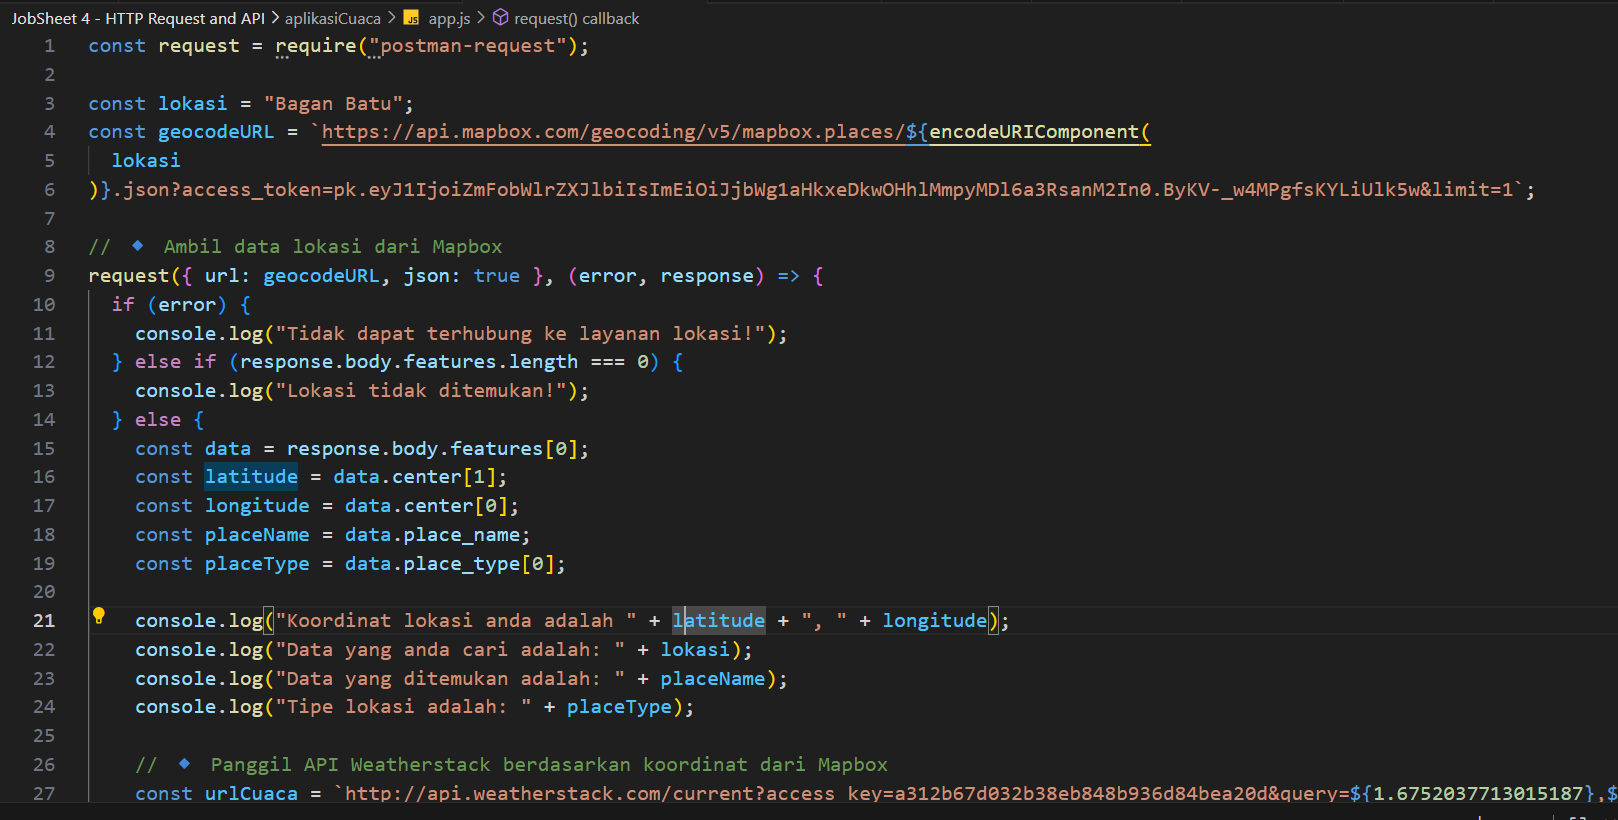 JobSheet 4 - HTTP Request and API > aplikasiCuaca > JS app.js > request() callback
1 const request = require("postman-request");
2
3 const lokasi = "Bagan Batu";
4 const geocodeURL = `https://api.mapbox.com/geocoding/v5/mapbox.places/${encodeURIComponent(
5 lokasi
6 )}.json?access_token=pk.eyJ1IjoiZmFobWlrZXJlbiIsImEiOiJjbWg1aHkxeDkwOHhlMmpyMDl6a3RsanM2In0.ByKV-_w4MPgfsKYLiUlk5w&limit=1`;
7
8 // 🔹 Ambil data lokasi dari Mapbox
9 request({ url: geocodeURL, json: true }, (error, response) => {
10 if (error) {
11 console.log("Tidak dapat terhubung ke layanan lokasi!");
12 } else if (response.body.features.length === 0) {
13 console.log("Lokasi tidak ditemukan!");
14 } else {
15 const data = response.body.features[0];
16 const latitude = data.center[1];
17 const longitude = data.center[0];
18 const placeName = data.place_name;
19 const placeType = data.place_type[0];
20
21 console.log("Koordinat lokasi anda adalah " + latitude + ", " + longitude);
22 console.log("Data yang anda cari adalah: " + lokasi);
23 console.log("Data yang ditemukan adalah: " + placeName);
24 console.log("Tipe lokasi adalah: " + placeType);
25
26 // 🔹 Panggil API Weatherstack berdasarkan koordinat dari Mapbox
27 const urlCuaca = `http://api.weatherstack.com/current?access_key=a312b67d032b38eb848b936d84bea20d&query=${1.6752037713015187},$